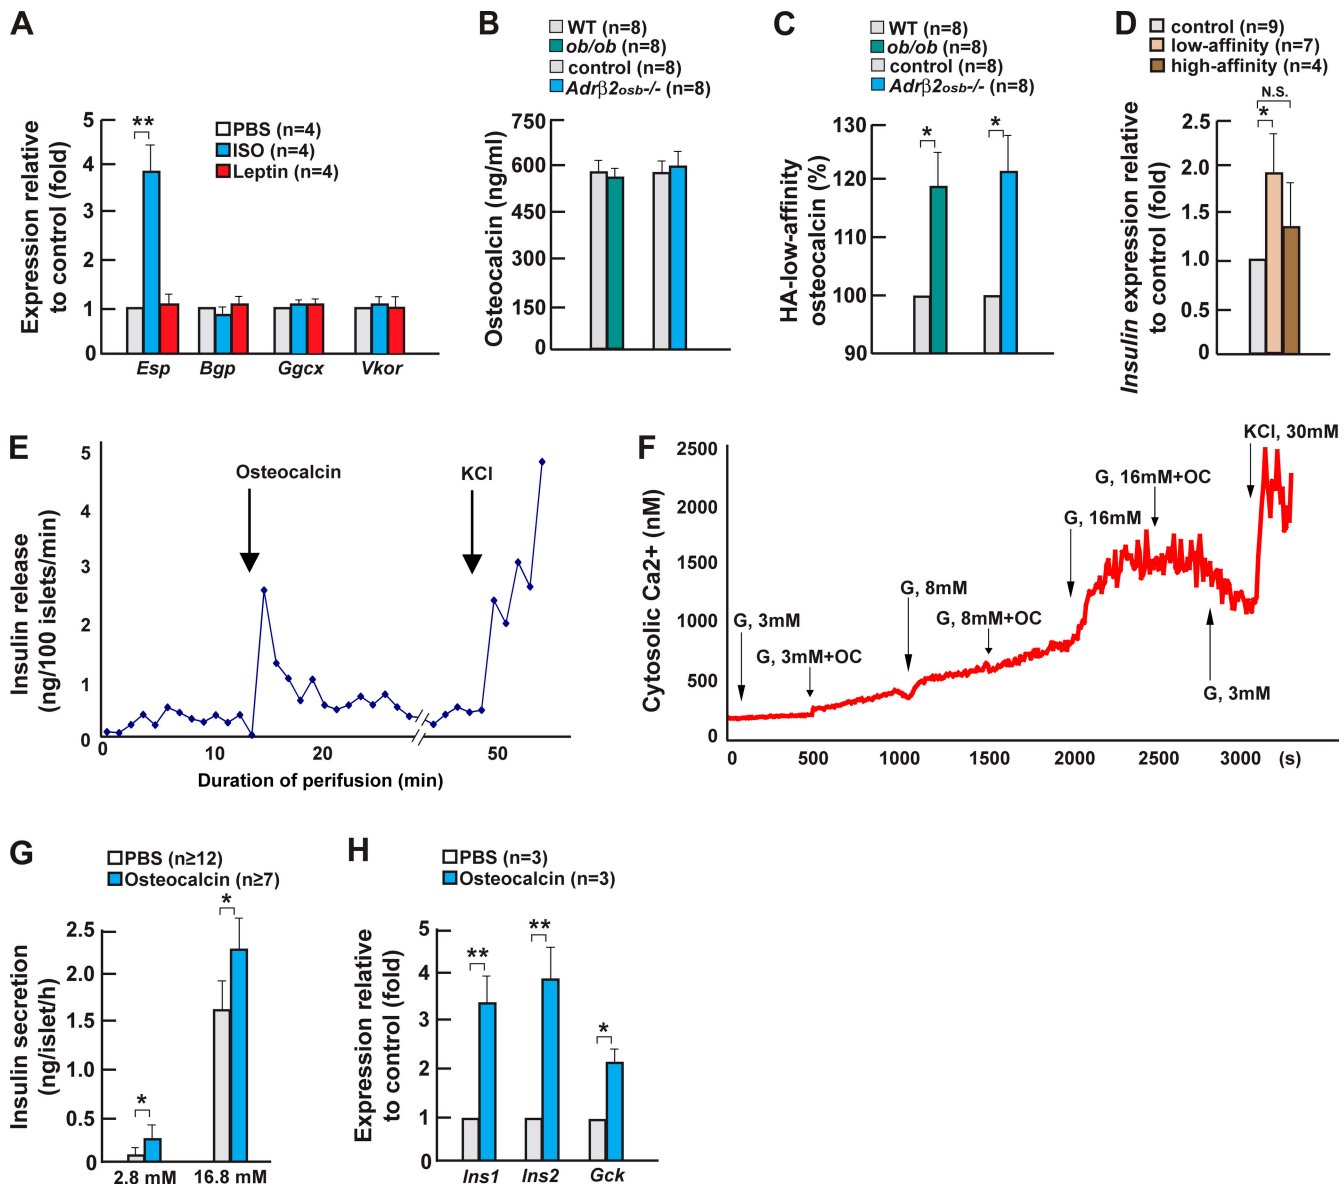 A
PBS (n=4)
ISO (n=4)
Leptin (n=4)
**
Expression relative
to control (fold)
5
4
5
2
1
0
Esp
Bgp
Ggcx
Vkor
B
WT (n=8)
ob/ob (n=8)
control (n=8)
Adrβ2osb-/- (n=8)
Osteocalcin (ng/ml)
750
600
450
300
150
0
C
WT (n=8)
ob/ob (n=8)
control (n=8)
Adrβ2osb-/- (n=8)
*
*
HA-low-affinity
osteocalcin (%)
130
120
110
100
90
D
control (n=9)
low-affinity (n=7)
high-affinity (n=4)
N.S.
*
Insulin expression relative
to control (fold)
2.5
2.0
1.5
1.0
0.5
0
E
Osteocalcin
KCl
Insulin release
(ng/100 islets/min)
5
4
3
2
1
0
0
10
20
50
Duration of perifusion (min)
F
Cytosolic Ca2+ (nM)
2500
2000
1500
1000
500
0
G, 3mM
G, 3mM+OC
G, 8mM
G, 8mM+OC
G, 16mM
G, 16mM+OC
G, 3mM
KCl, 30mM
0
500
1000
1500
2000
2500
3000
(s)
G
PBS (n≥12)
Osteocalcin (n≥7)
*
*
Insulin secretion
(ng/islet/h)
2.5
2.0
1.5
1.0
0.5
0
2.8 mM
16.8 mM
H
PBS (n=3)
Osteocalcin (n=3)
**
**
*
Expression relative
to control (fold)
5
4
3
2
1
0
Ins1
Ins2
Gck